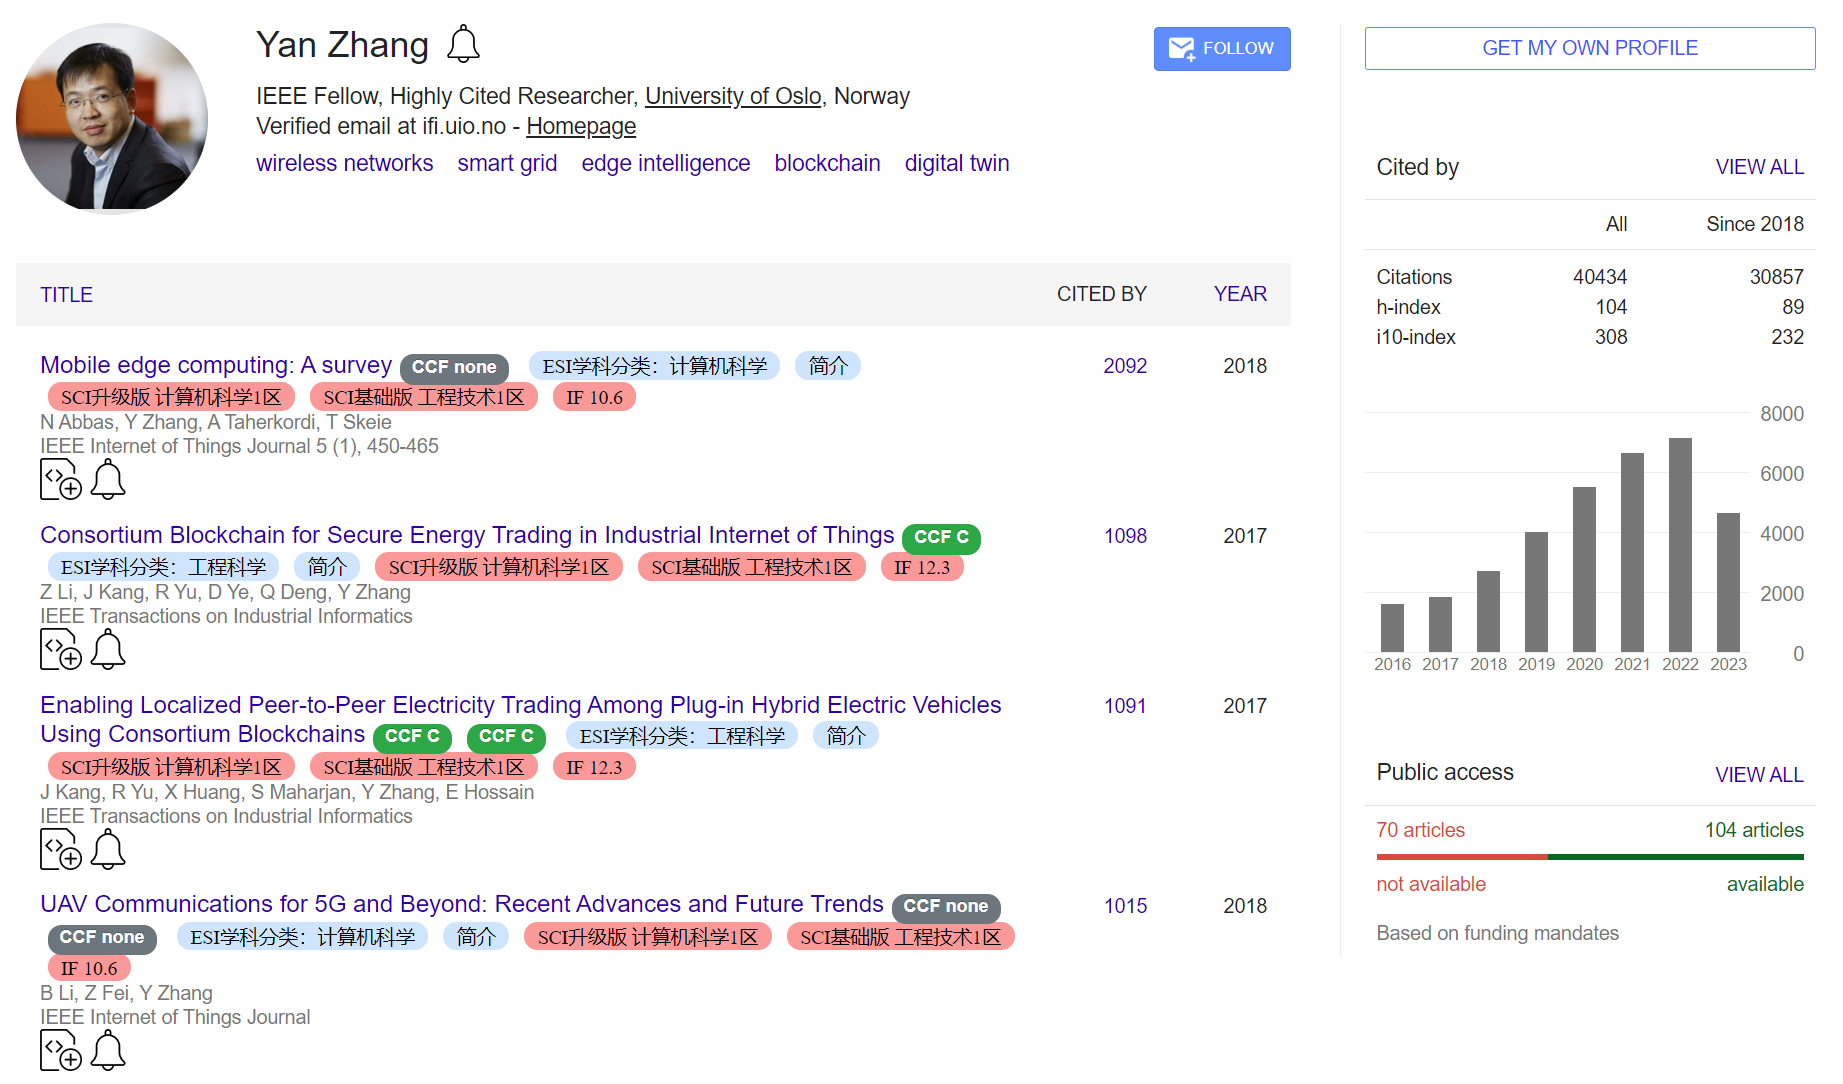 Yan Zhang
FOLLOW
IEEE Fellow, Highly Cited Researcher, University of Oslo, Norway
Verified email at ifi.uio.no - Homepage
wireless networks smart grid edge intelligence blockchain digital twin
TITLE CITED BY YEAR
Mobile edge computing: A survey CCF none ESI学科分类：计算机科学 简介 2092 2018
SCI升级版 计算机科学1区 SCI基础版 工程技术1区 IF 10.6
N Abbas, Y Zhang, A Taherkordi, T Skeie
IEEE Internet of Things Journal 5 (1), 450-465
Consortium Blockchain for Secure Energy Trading in Industrial Internet of Things CCF C 1098 2017
ESI学科分类：工程科学 简介 SCI升级版 计算机科学1区 SCI基础版 工程技术1区 IF 12.3
Z Li, J Kang, R Yu, D Ye, Q Deng, Y Zhang
IEEE Transactions on Industrial Informatics
Enabling Localized Peer-to-Peer Electricity Trading Among Plug-in Hybrid Electric Vehicles 1091 2017
Using Consortium Blockchains CCF C CCF C ESI学科分类：工程科学 简介
SCI升级版 计算机科学1区 SCI基础版 工程技术1区 IF 12.3
J Kang, R Yu, X Huang, S Maharjan, Y Zhang, E Hossain
IEEE Transactions on Industrial Informatics
UAV Communications for 5G and Beyond: Recent Advances and Future Trends CCF none 1015 2018
CCF none ESI学科分类：计算机科学 简介 SCI升级版 计算机科学1区 SCI基础版 工程技术1区
IF 10.6
B Li, Z Fei, Y Zhang
IEEE Internet of Things Journal
GET MY OWN PROFILE
Cited by VIEW ALL
All Since 2018
Citations 40434 30857
h-index 104 89
i10-index 308 232
8000
6000
4000
2000
0
2016 2017 2018 2019 2020 2021 2022 2023
Public access VIEW ALL
70 articles 104 articles
not available available
Based on funding mandates